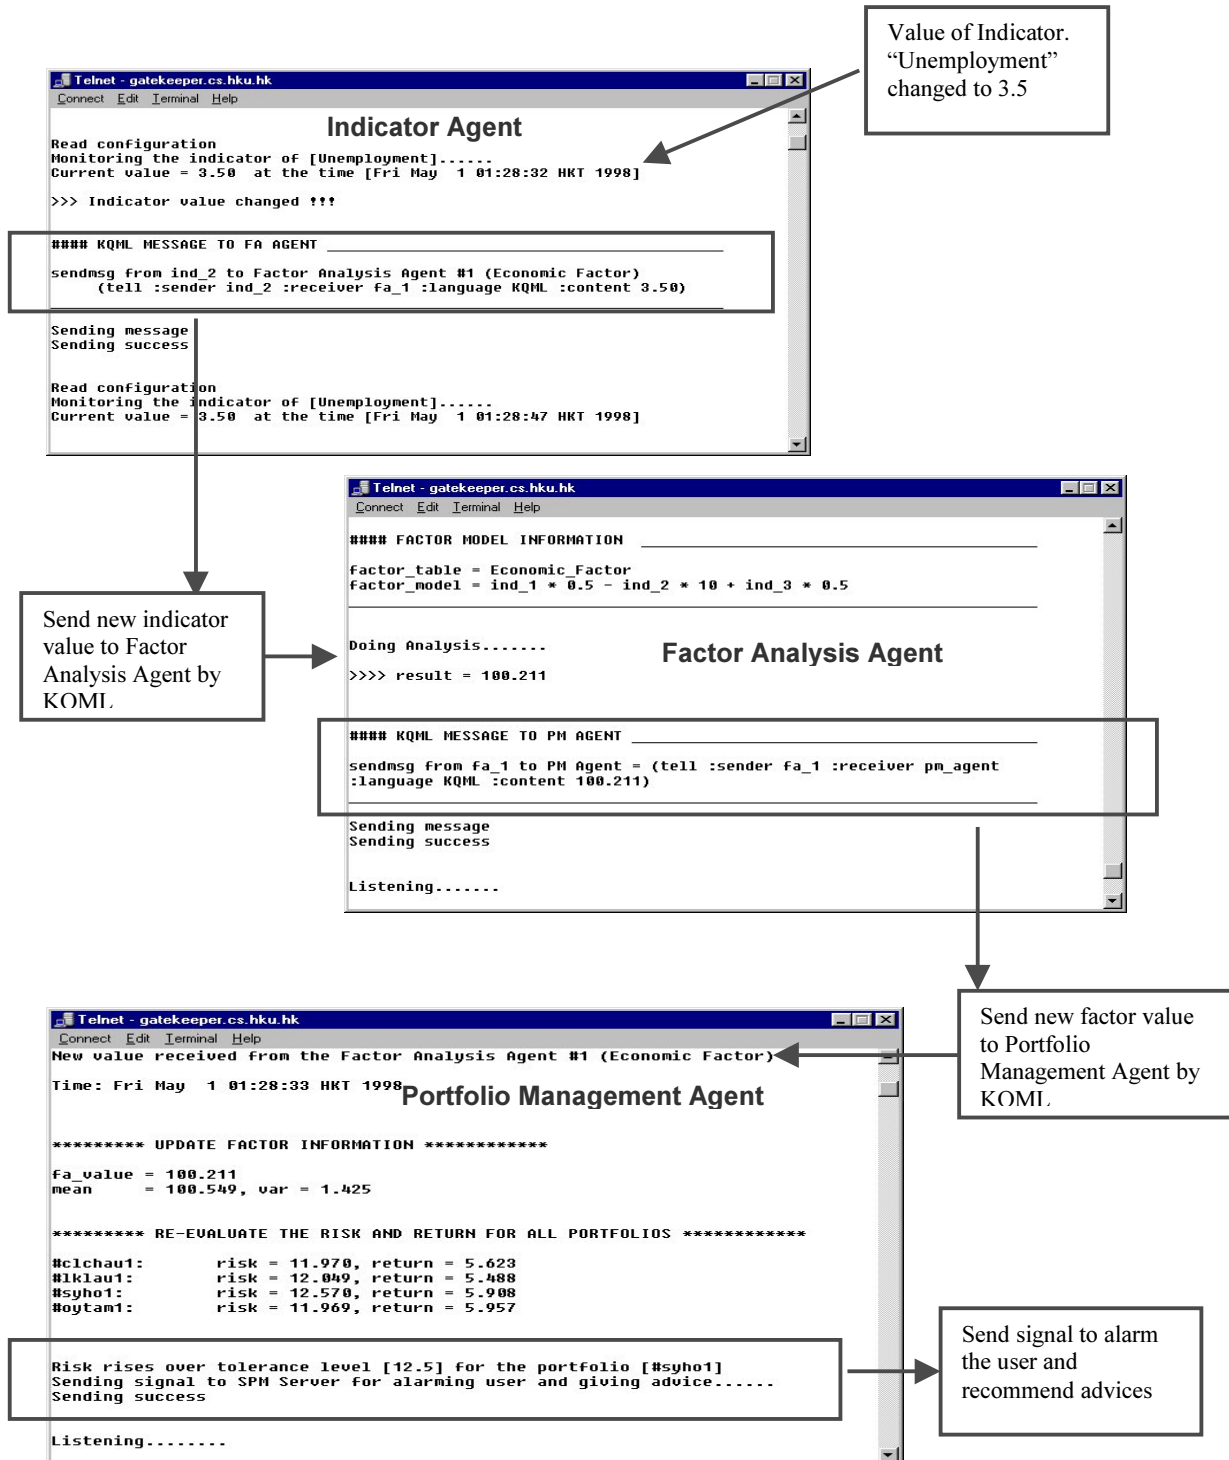 Value of Indicator.
“Unemployment”
changed to 3.5
Telnet - gatekeeper.cs.hku.hk
Connect Edit Terminal Help
Indicator Agent
Read configuration
Monitoring the indicator of [Unemployment]......
Current value = 3.50 at the time [Fri May 1 01:28:32 HKT 1998]
>>> Indicator value changed !!!
#### KQML MESSAGE TO FA AGENT
sendmsg from ind_2 to Factor Analysis Agent #1 (Economic Factor)
(tell :sender ind_2 :receiver fa_1 :language KQML :content 3.50)
Sending message
Sending success
Read configuration
Monitoring the indicator of [Unemployment]......
Current value = 3.50 at the time [Fri May 1 01:28:47 HKT 1998]
Send new indicator
value to Factor
Analysis Agent by
KQML
Telnet - gatekeeper.cs.hku.hk
Connect Edit Terminal Help
#### FACTOR MODEL INFORMATION
factor_table = Economic_Factor
factor_model = ind_1 * 0.5 - ind_2 * 10 + ind_3 * 0.5
Doing Analysis.......
Factor Analysis Agent
>>>> result = 100.211
#### KQML MESSAGE TO PM AGENT
sendmsg from fa_1 to PM Agent = (tell :sender fa_1 :receiver pm_agent
:language KQML :content 100.211)
Sending message
Sending success
Listening.......
Send new factor value
to Portfolio
Management Agent by
KQML
Telnet - gatekeeper.cs.hku.hk
Connect Edit Terminal Help
New value received from the Factor Analysis Agent #1 (Economic Factor)
Time: Fri May 1 01:28:33 HKT 1998
Portfolio Management Agent
********* UPDATE FACTOR INFORMATION ************
fa_value = 100.211
mean = 100.549, var = 1.425
********* RE-EVALUATE THE RISK AND RETURN FOR ALL PORTFOLIOS ************
#clchau1: risk = 11.970, return = 5.623
#lklau1: risk = 12.049, return = 5.488
#syho1: risk = 12.570, return = 5.908
#oytam1: risk = 11.969, return = 5.957
Risk rises over tolerance level [12.5] for the portfolio [#syho1]
Sending signal to SPM Server for alarming user and giving advice......
Sending success
Listening........
Send signal to alarm
the user and
recommend advices